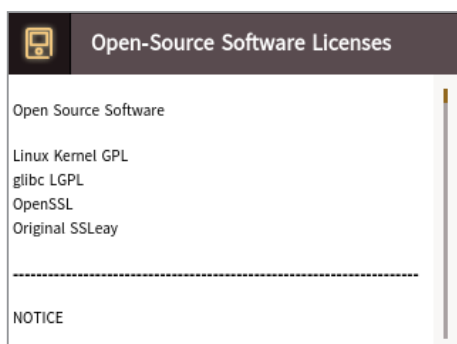 Open-Source Software Licenses
Open Source Software
Linux Kernel GPL
glibc LGPL
OpenSSL
Original SSLeay
--------------------------------------------------------------------------------
NOTICE